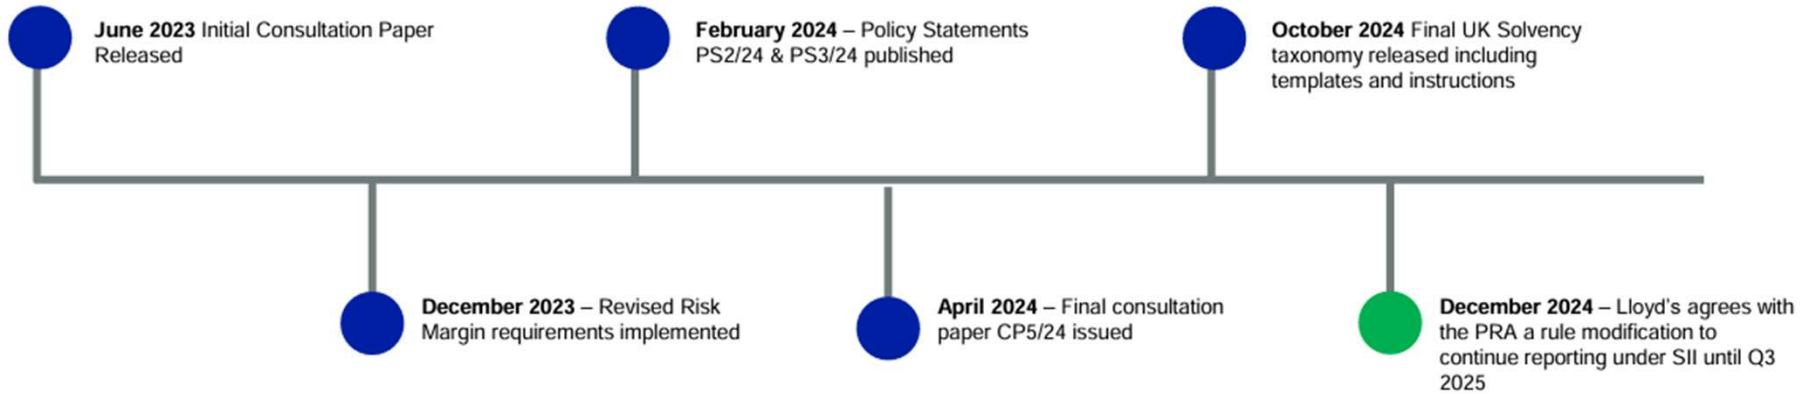 June 2023 Initial Consultation Paper
Released
February 2024 – Policy Statements
PS2/24 & PS3/24 published
October 2024 Final UK Solvency
taxonomy released including
templates and instructions
December 2023 – Revised Risk
Margin requirements implemented
April 2024 – Final consultation
paper CP5/24 issued
December 2024 – Lloyd's agrees with
the PRA a rule modification to
continue reporting under SII until Q3
2025